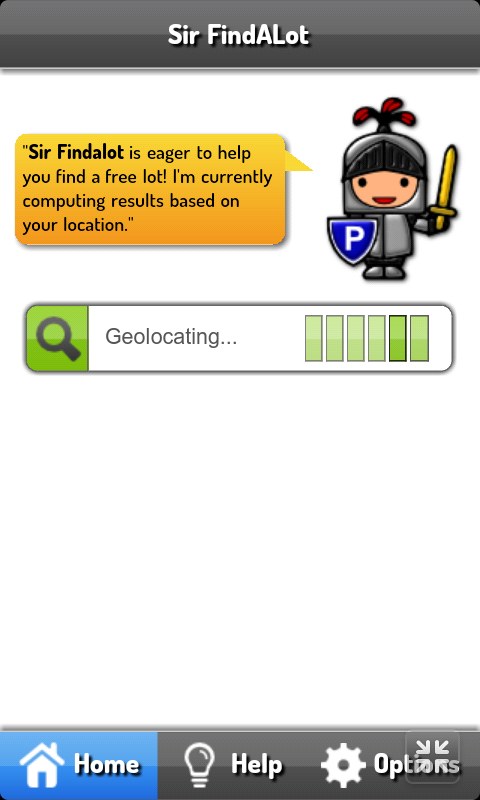 Sir FindALot
"Sir Findalot is eager to help
you find a free lot! I'm currently
computing results based on
your location."
P
Geolocating...
Home
Help
Options